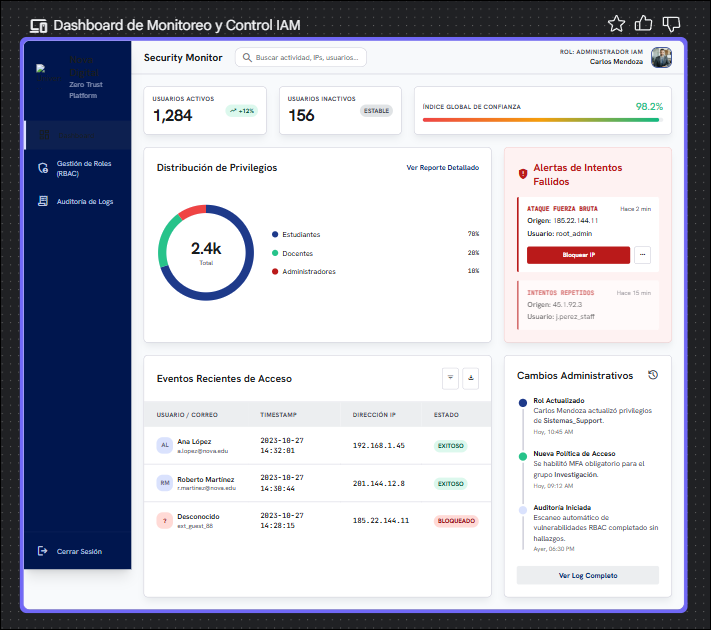 Dashboard de Monitoreo y Control IAM
Zero Trust
Platform
Gestión de Roles
(RBAC)
Auditoría de Logs
Cerrar Sesión
Security Monitor
Buscar actividad, IPs, usuarios...
ROL: ADMINISTRADOR IAM
Carlos Mendoza
USUARIOS ACTIVOS
1,284
+12%
USUARIOS INACTIVOS
156
ESTABLE
ÍNDICE GLOBAL DE CONFIANZA
98.2%
Distribución de Privilegios
Ver Reporte Detallado
2.4k
Total
Estudiantes 70%
Docentes 20%
Administradores 10%
Alertas de Intentos
Fallidos
ATAQUE FUERZA BRUTA Hace 2 min
Origen: 185.22.144.11
Usuario: root_admin
Bloquear IP
INTENTOS REPETIDOS Hace 15 min
Origen: 45.1.92.3
Usuario: j.perez_staff
Eventos Recientes de Acceso
USUARIO / CORREO TIMESTAMP DIRECCIÓN IP ESTADO
AL
Ana López
a.lopez@nova.edu
2023-10-27
14:32:01
192.168.1.45
EXITOSO
RM
Roberto Martínez
r.martinez@nova.edu
2023-10-27
14:30:44
201.144.12.8
EXITOSO
?
Desconocido
ext_guest_88
2023-10-27
14:28:15
185.22.144.11
BLOQUEADO
Cambios Administrativos
Rol Actualizado
Carlos Mendoza actualizó privilegios
de Sistemas_Support.
Hoy, 10:45 AM
Nueva Política de Acceso
Se habilitó MFA obligatorio para el
grupo Investigación.
Hoy, 09:12 AM
Auditoría Iniciada
Escaneo automático de
vulnerabilidades RBAC completado sin
hallazgos.
Ayer, 06:30 PM
Ver Log Completo